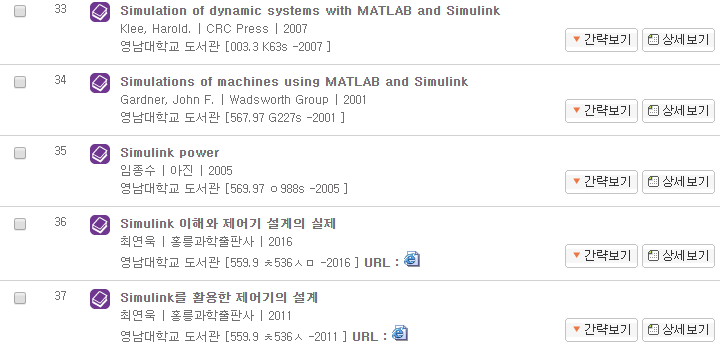 33 Simulation of dynamic systems with MATLAB and Simulink
Klee, Harold. | CRC Press | 2007
영남대학교 도서관 [003.3 K63s -2007 ]
▼ 간략보기 상세보기
34 Simulations of machines using MATLAB and Simulink
Gardner, John F. | Wadsworth Group | 2001
영남대학교 도서관 [567.97 G227s -2001 ]
▼ 간략보기 상세보기
35 Simulink power
임종수 | 아진 | 2005
영남대학교 도서관 [569.97 ㅇ988s -2005 ]
▼ 간략보기 상세보기
36 Simulink 이해와 제어기 설계의 실제
최연욱 | 홍릉과학출판사 | 2016
영남대학교 도서관 [559.9 ㅊ536ㅅㅁ -2016 ] URL :
▼ 간략보기 상세보기
37 Simulink를 활용한 제어기의 설계
최연욱 | 홍릉과학출판사 | 2011
영남대학교 도서관 [559.9 ㅊ536ㅅ -2011 ] URL :
▼ 간략보기 상세보기